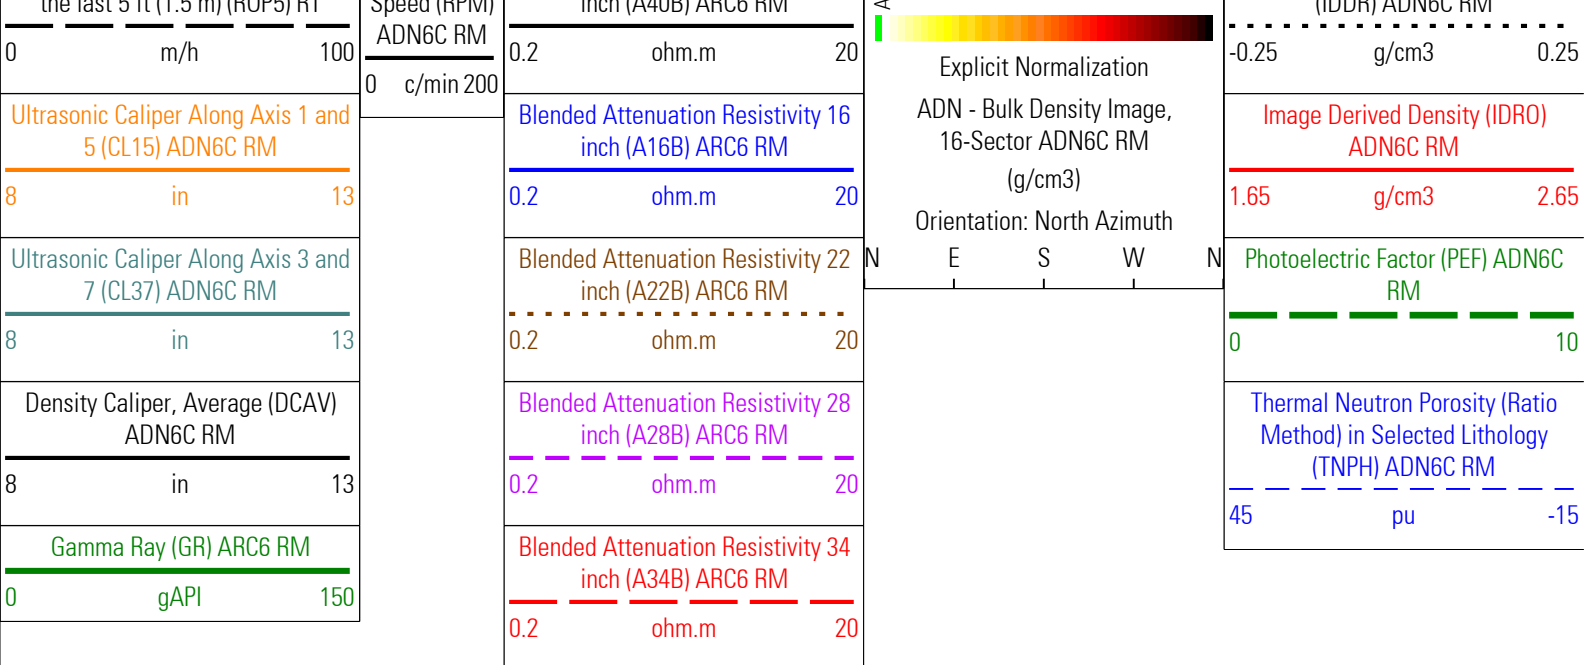 the last 5 ft (1.5 m) (ROP5) RT
0 m/h 100
Ultrasonic Caliper Along Axis 1 and
5 (CL15) ADN6C RM
8 in 13
Ultrasonic Caliper Along Axis 3 and
7 (CL37) ADN6C RM
8 in 13
Density Caliper, Average (DCAV)
ADN6C RM
8 in 13
Gamma Ray (GR) ARC6 RM
0 gAPI 150
Speed (RPM)
ADN6C RM
0 c/min 200
inch (A40B) ARC6 RM
0.2 ohm.m 20
Blended Attenuation Resistivity 16
inch (A16B) ARC6 RM
0.2 ohm.m 20
Blended Attenuation Resistivity 22
inch (A22B) ARC6 RM
0.2 ohm.m 20
Blended Attenuation Resistivity 28
inch (A28B) ARC6 RM
0.2 ohm.m 20
Blended Attenuation Resistivity 34
inch (A34B) ARC6 RM
0.2 ohm.m 20
Explicit Normalization
ADN - Bulk Density Image,
16-Sector ADN6C RM
(g/cm3)
Orientation: North Azimuth
N E S W N
(IDDR) ADN6C RM
-0.25 g/cm3 0.25
Image Derived Density (IDRO)
ADN6C RM
1.65 g/cm3 2.65
Photoelectric Factor (PEF) ADN6C
RM
0 10
Thermal Neutron Porosity (Ratio
Method) in Selected Lithology
(TNPH) ADN6C RM
45 pu -15